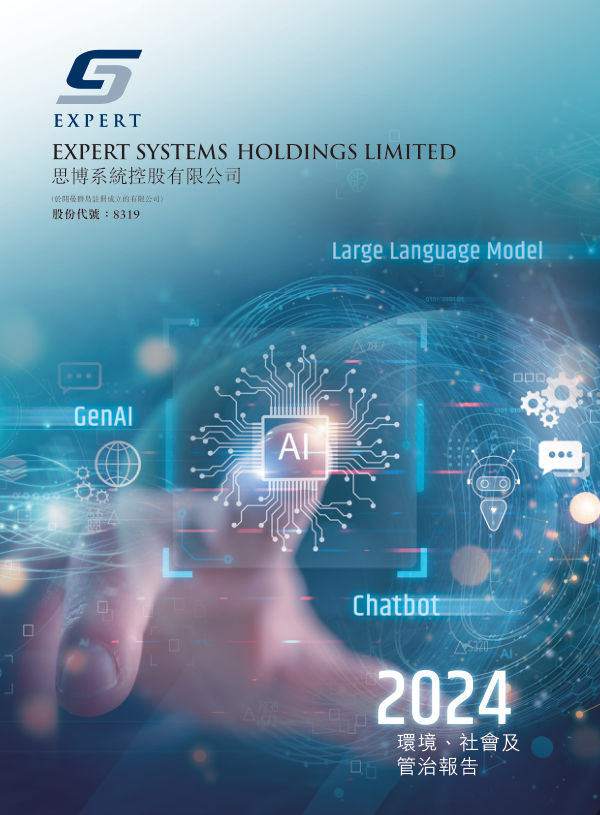 EXPERT
EXPERT SYSTEMS HOLDINGS LIMITED
思博系統控股有限公司
(於開曼群島註冊成立的有限公司)
股份代號：8319
Large Language Model
AI
GenAI
AI
Chatbot
AI
2024
環境、社會及
管治報告